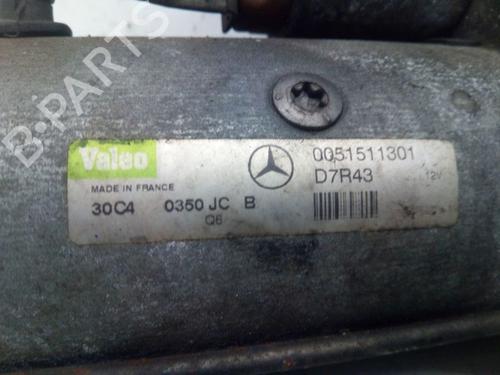 B-PARTS
Valeo
0051511301
D7R43 12V
MADE IN FRANCE
30C4 0350 JC B
Q6